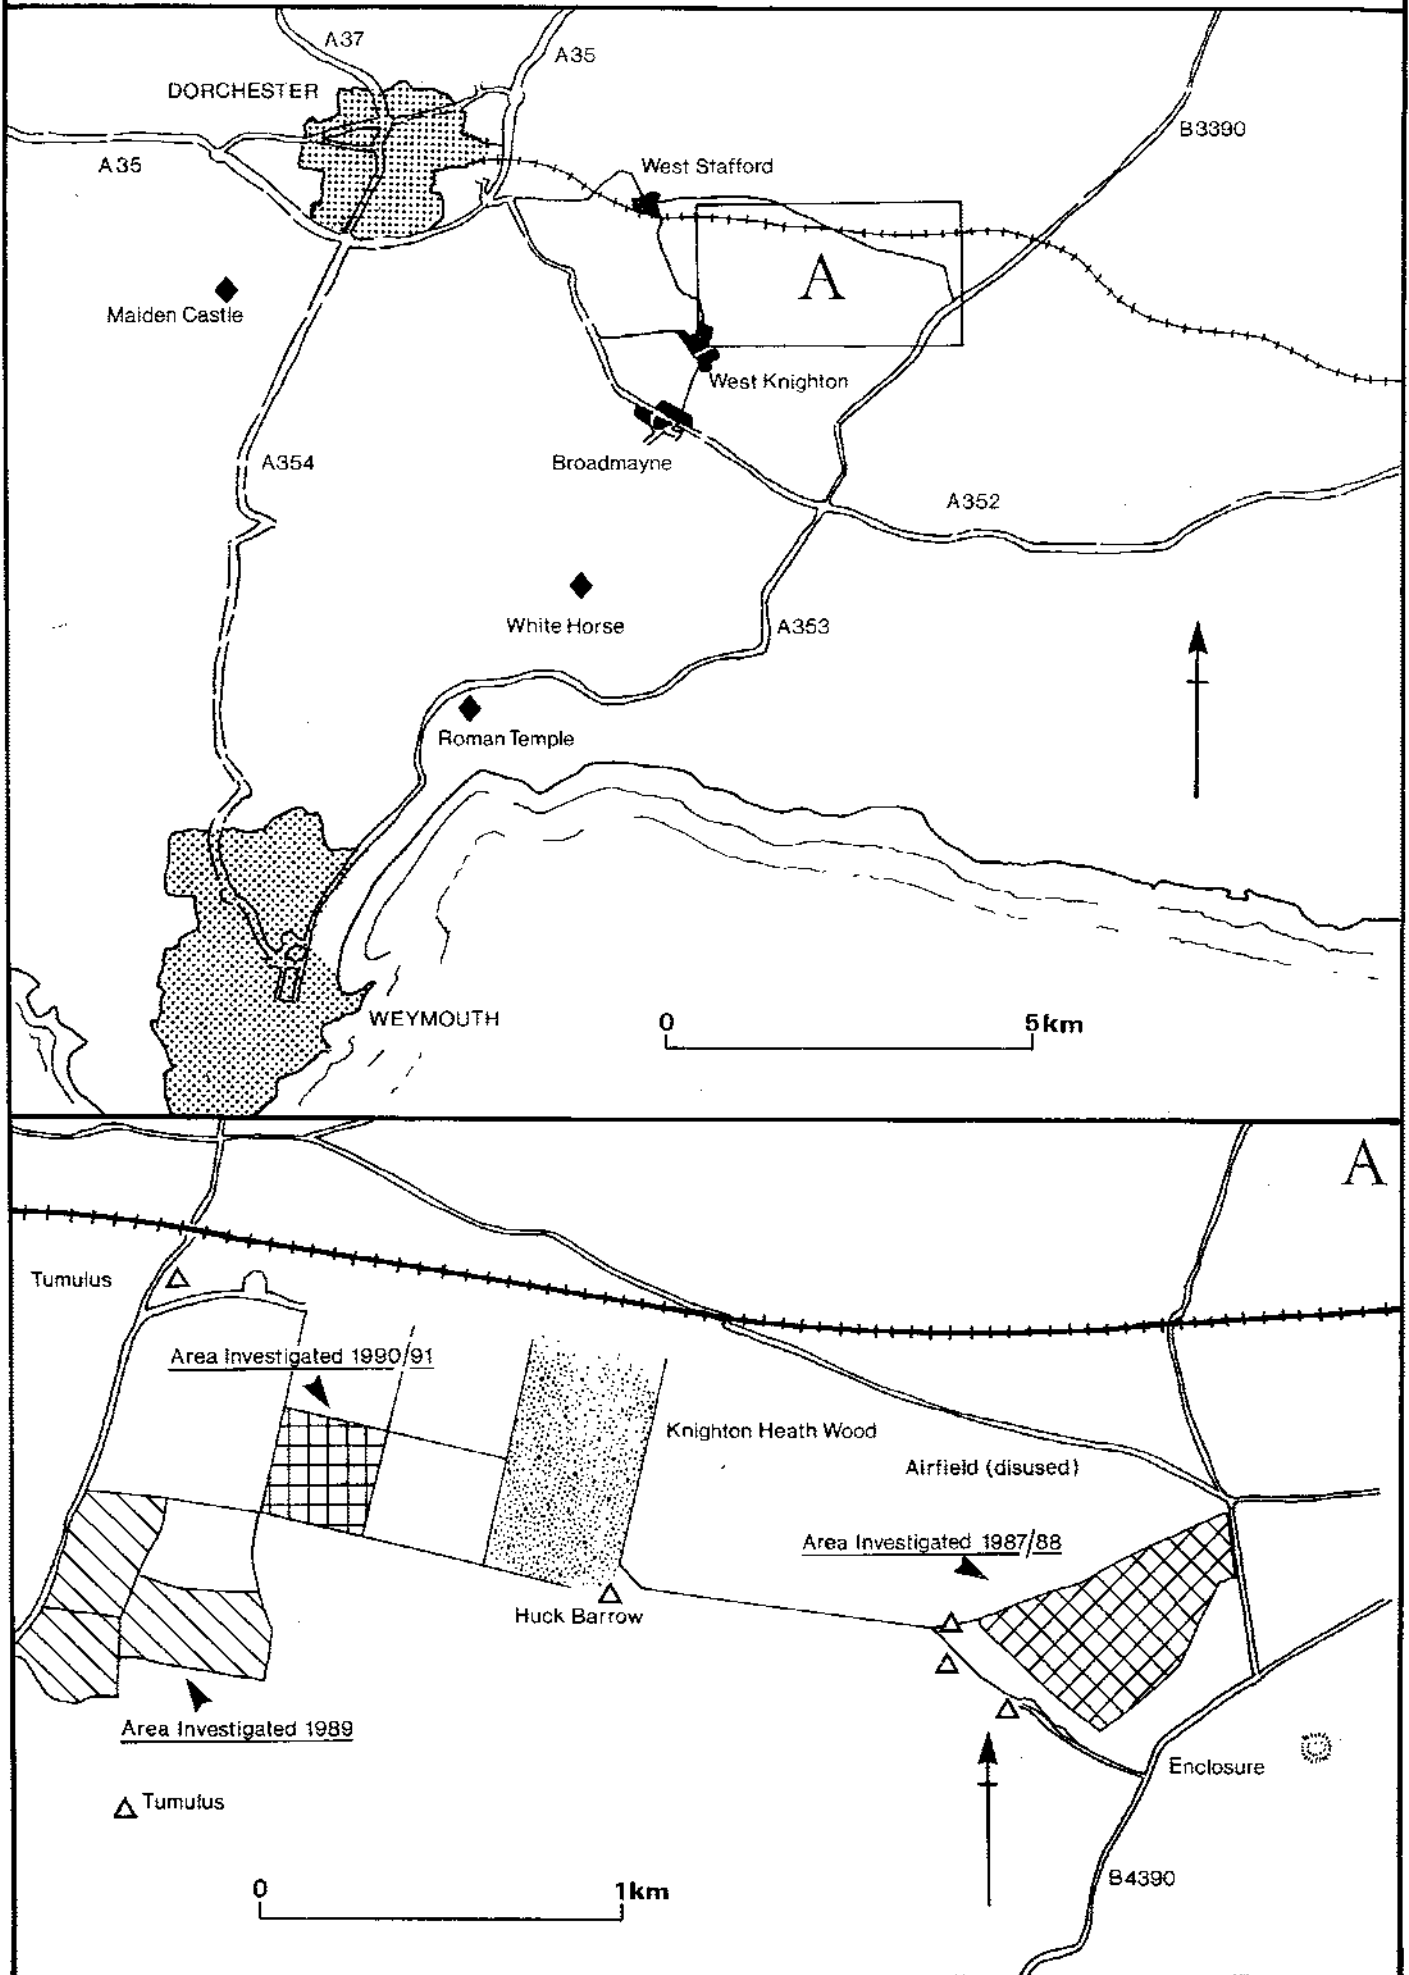 A37
A35
DORCHESTER
B3390
A35
West Stafford
A
Maiden Castle
West Knighton
A354
Broadmayne
A352
White Horse
A353
Roman Temple
WEYMOUTH
0 5km
A
Tumulus
Area Investigated 1990/91
Knighton Heath Wood
Airfield (disused)
Area Investigated 1987/88
Huck Barrow
Area Investigated 1989
Enclosure
Tumulus
B4390
0 1km